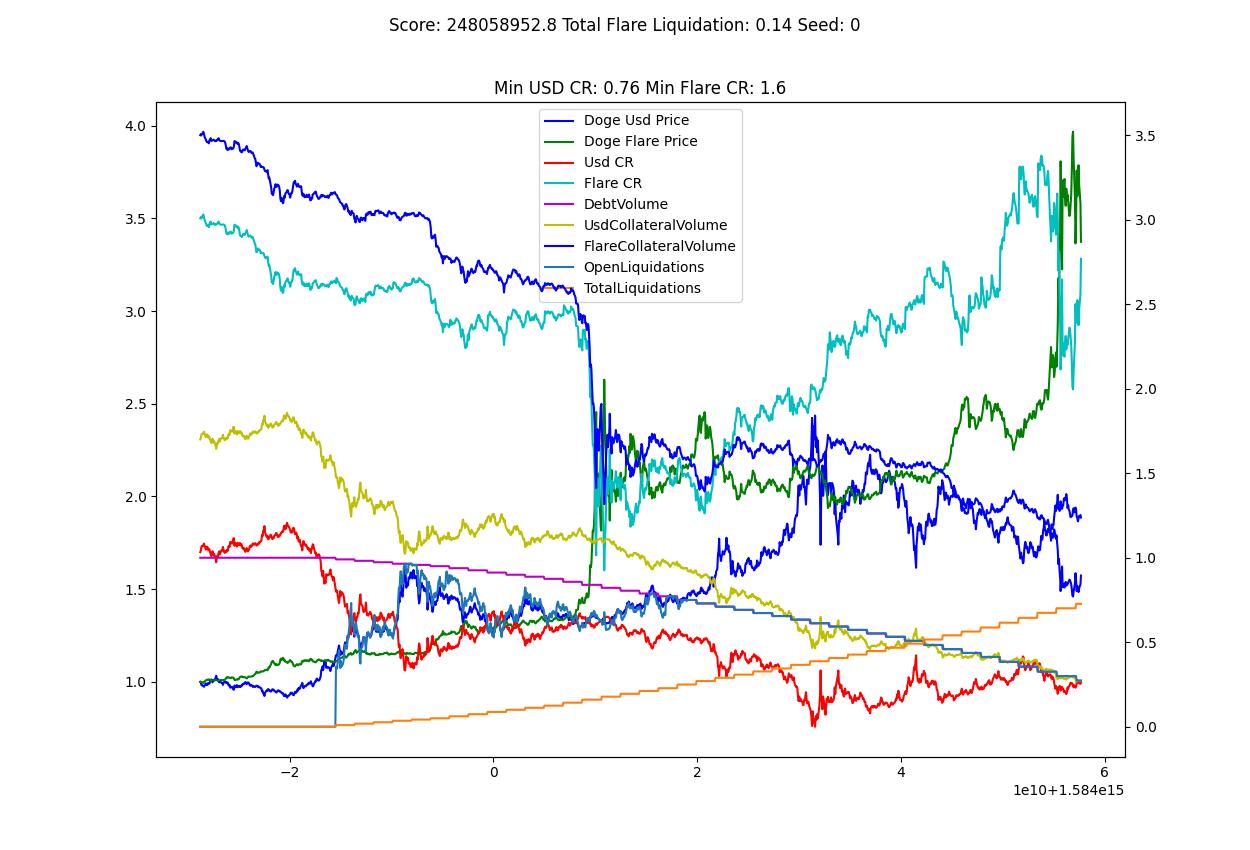 Score: 248058952.8 Total Flare Liquidation: 0.14 Seed: 0
Min USD CR: 0.76 Min Flare CR: 1.6
4.0
3.5
3.0
2.5
2.0
1.5
1.0
Doge Usd Price
Doge Flare Price
Usd CR
Flare CR
DebtVolume
UsdCollateralVolume
FlareCollateralVolume
OpenLiquidations
TotalLiquidations
3.5
3.0
2.5
2.0
1.5
1.0
0.5
0.0
−2 0 2 4 6
1e10+1.584e15